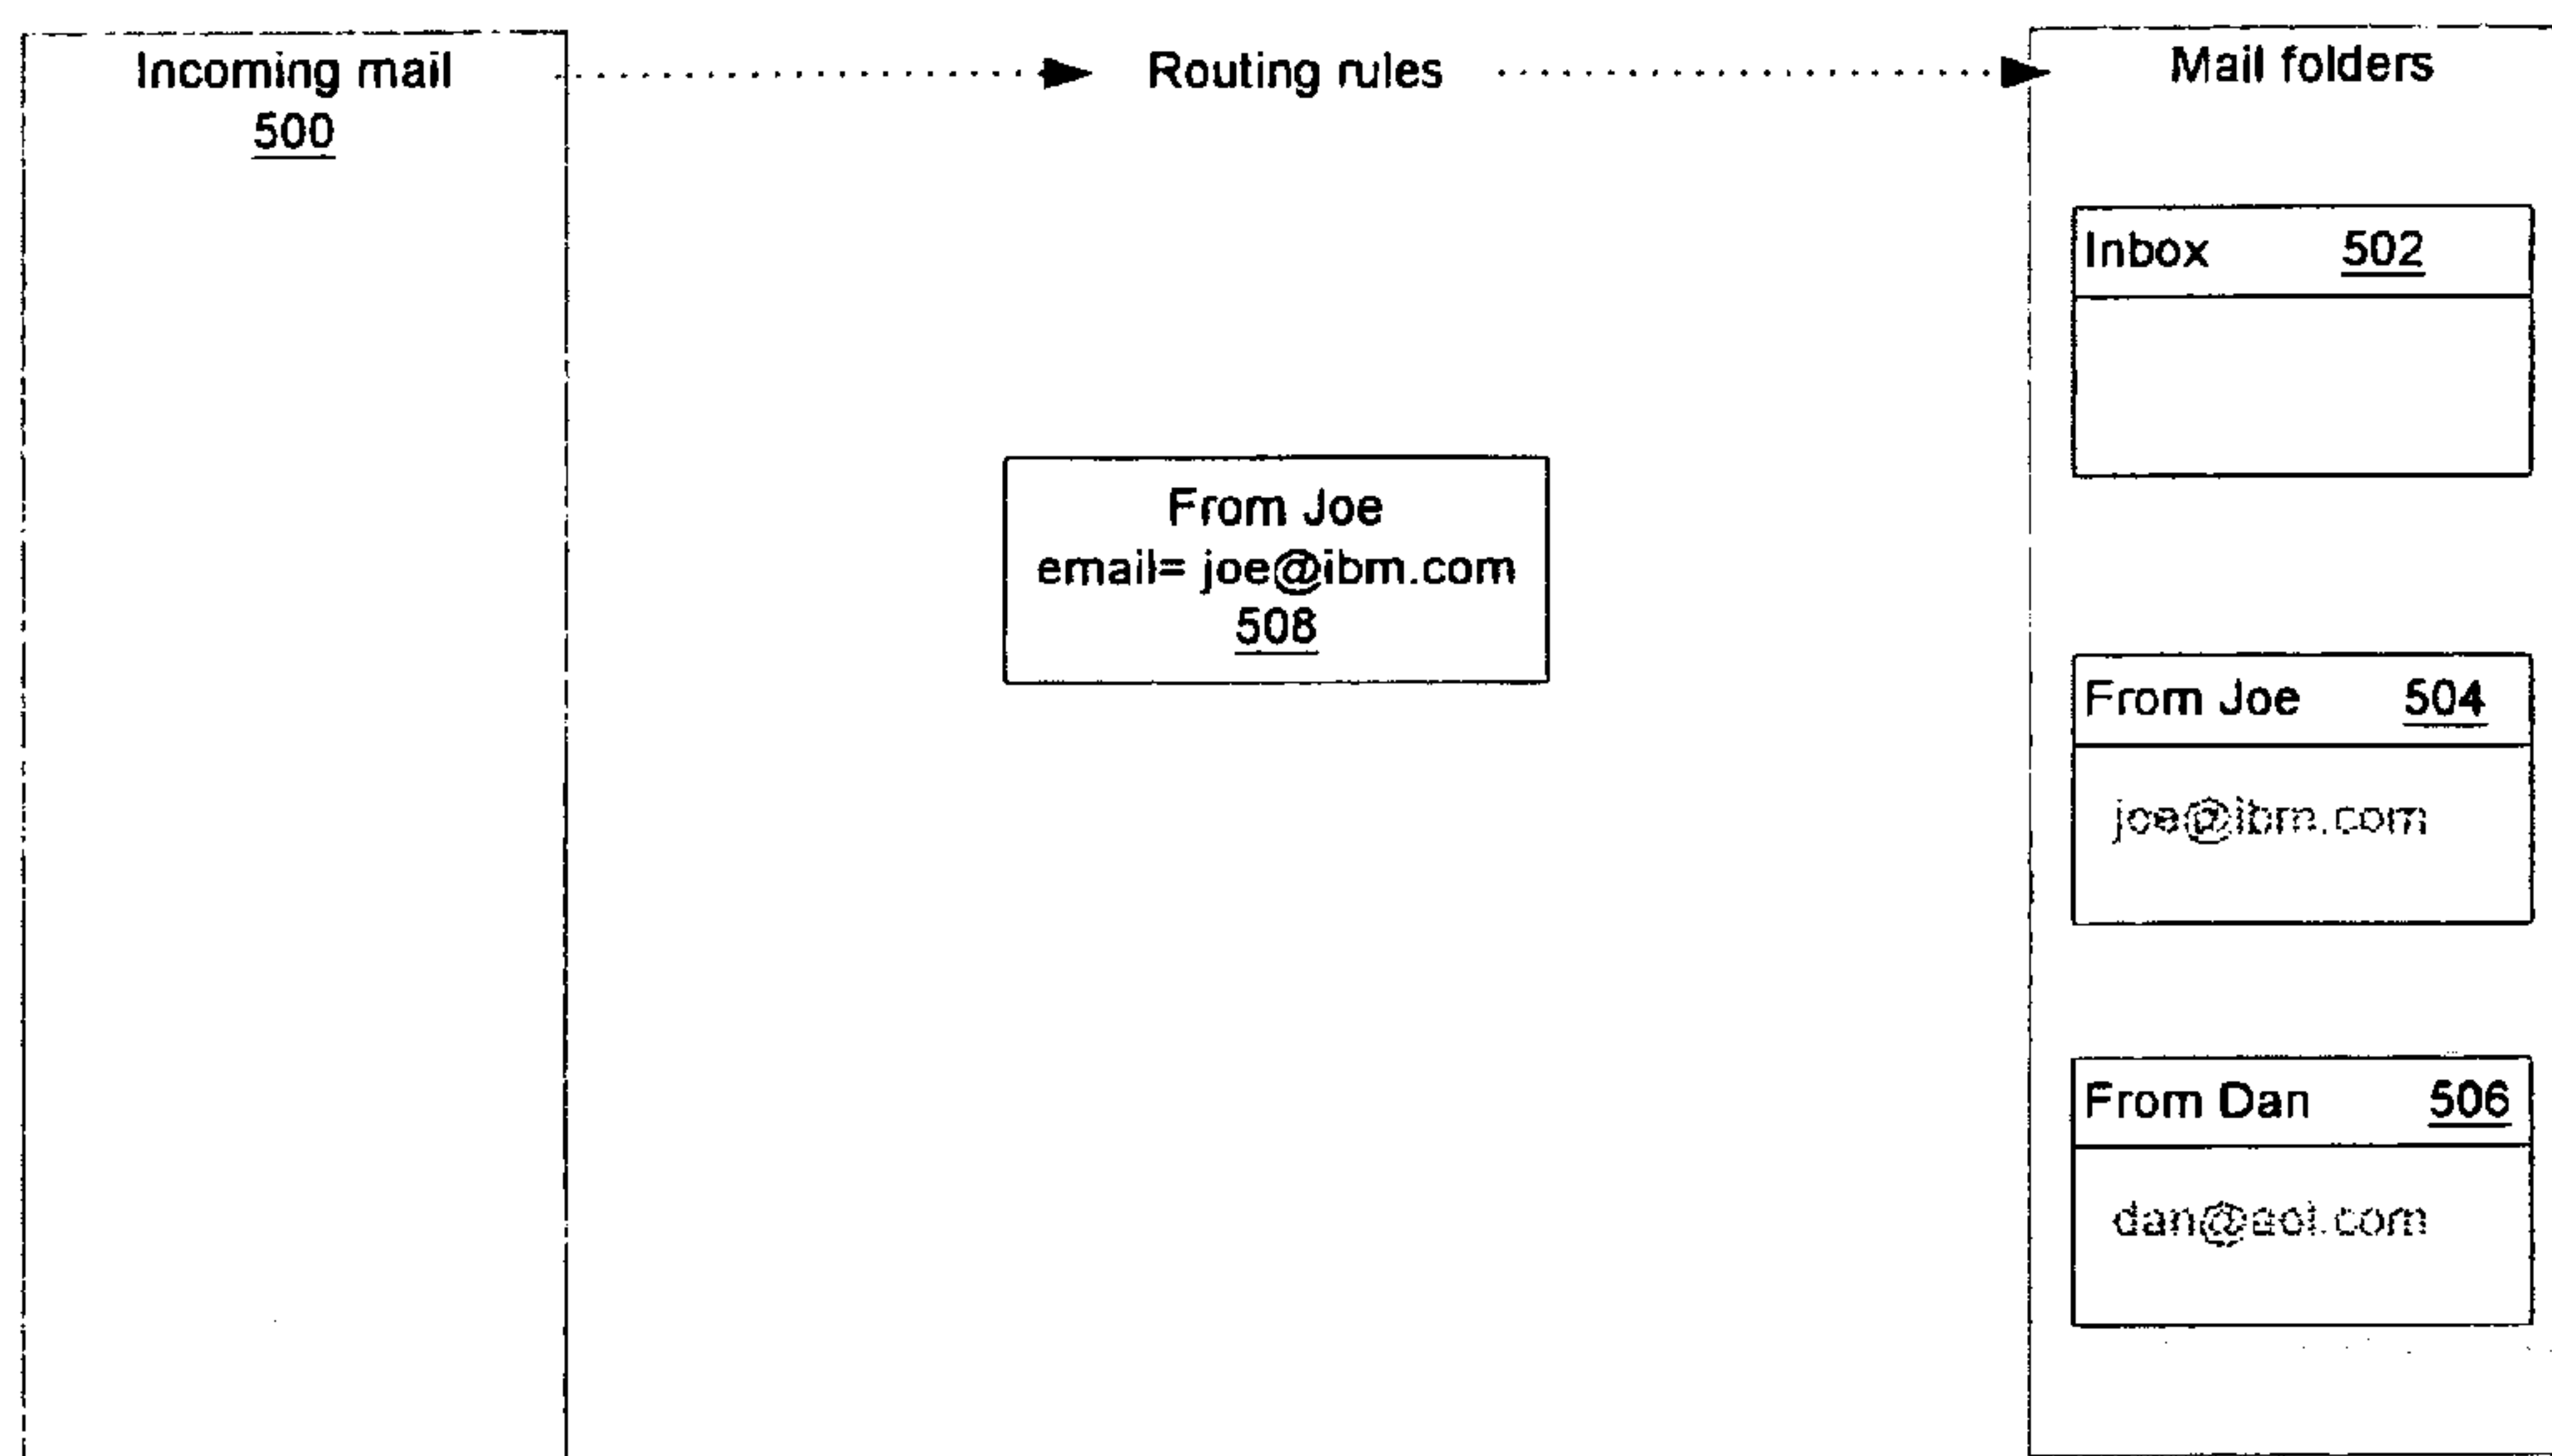 Incoming mail
500
Routing rules
Mail folders
Inbox 502
From Joe
email= joe@ibm.com
508
From Joe 504
joe@ibm.com
From Dan 506
dan@aol.com